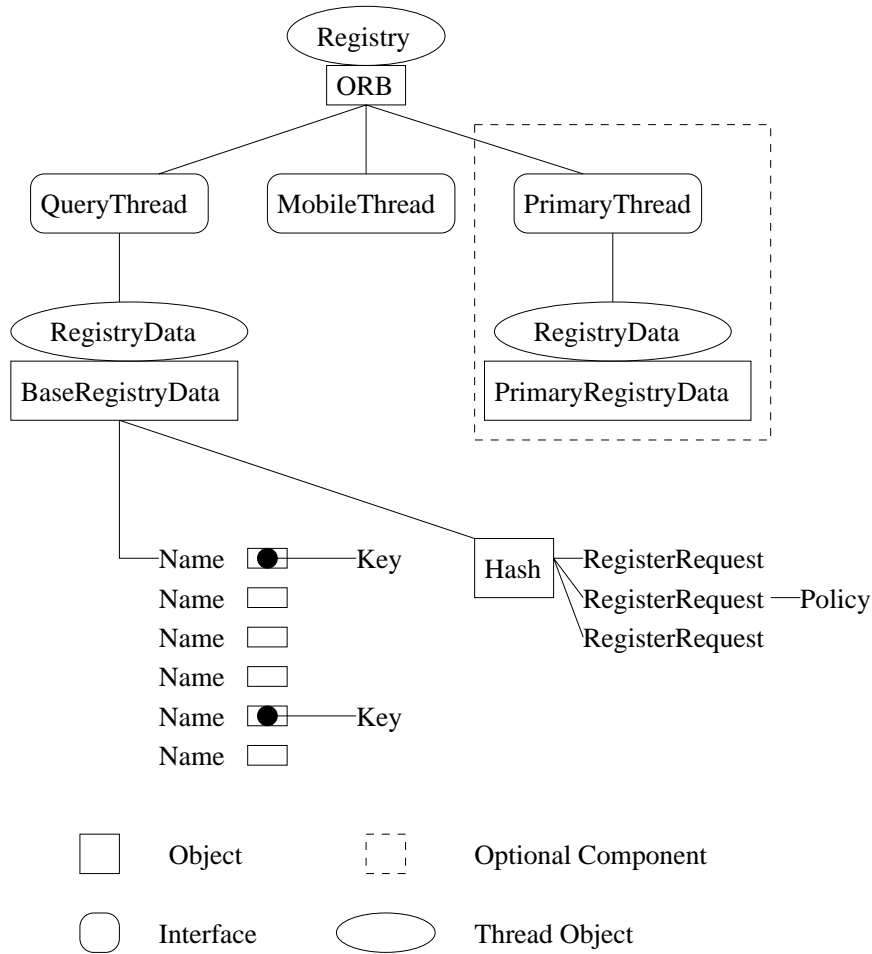 Registry
ORB
QueryThread MobileThread PrimaryThread
RegistryData RegistryData
BaseRegistryData PrimaryRegistryData
Name Key Hash RegisterRequest
Name RegisterRequest Policy
Name RegisterRequest
Name
Name Key
Name
Object Optional Component
Interface Thread Object